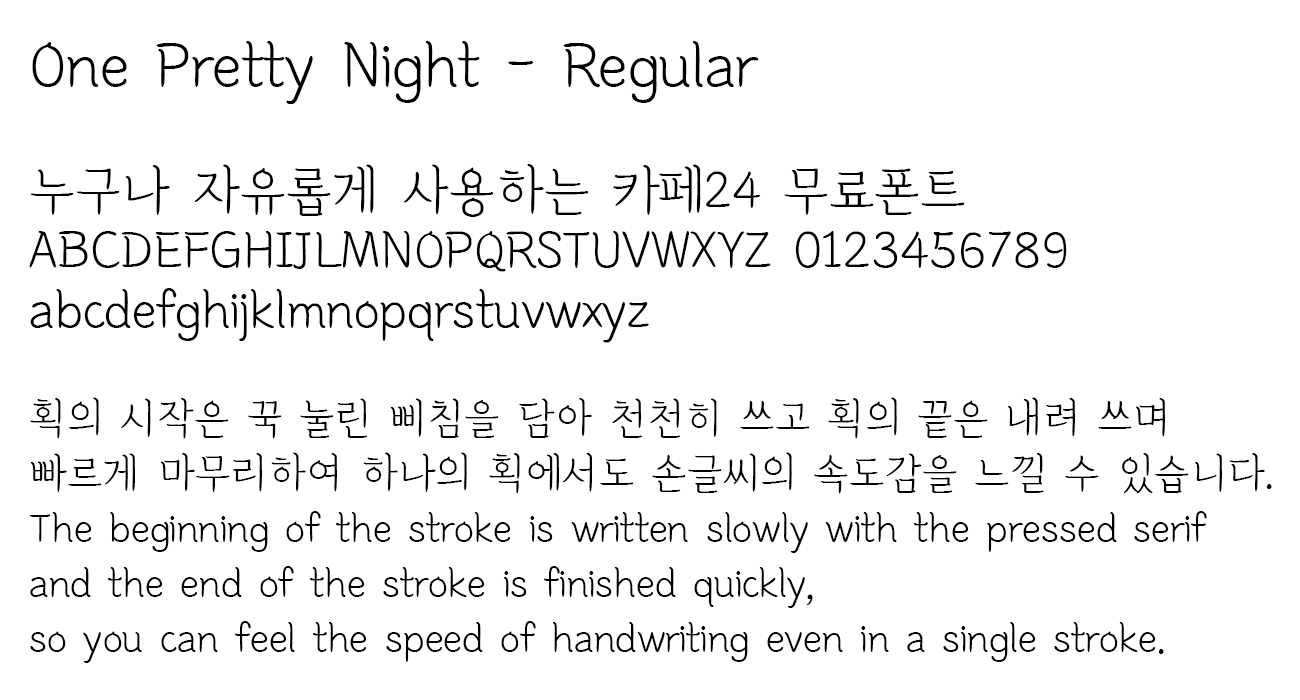 One Pretty Night - Regular
누구나 자유롭게 사용하는 카페24 무료폰트
ABCDEFGHIJLMNOPQRSTUVWXYZ 0123456789
abcdefghijklmnopqrstuvwxyz
획의 시작은 꾹 눌린 삐침을 담아 천천히 쓰고 획의 끝은 내려 쓰며
빠르게 마무리하여 하나의 획에서도 손글씨의 속도감을 느낄 수 있습니다.
The beginning of the stroke is written slowly with the pressed serif
and the end of the stroke is finished quickly,
so you can feel the speed of handwriting even in a single stroke.